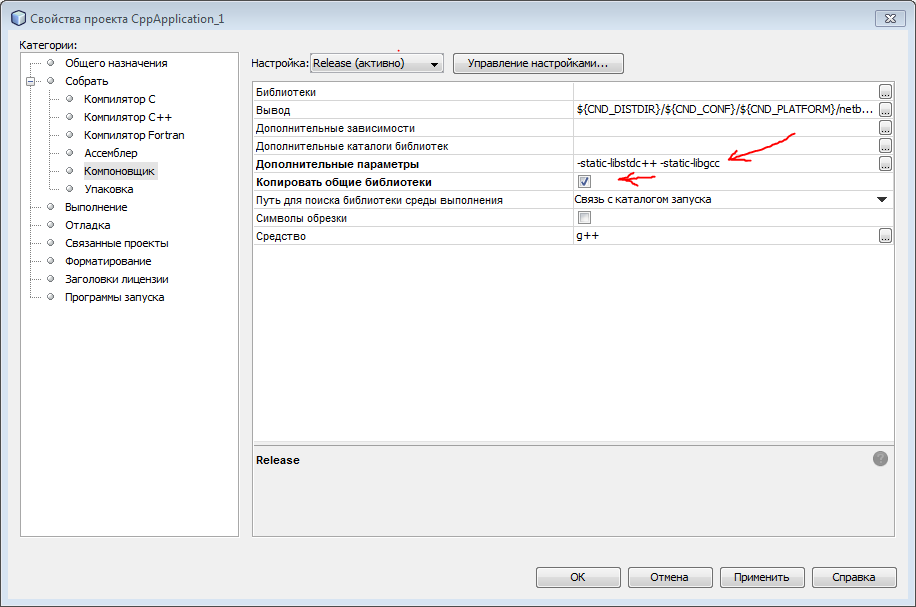 Свойства проекта CppApplication_1
Категории:
Общего назначения
Собрать
Компилятор C
Компилятор C++
Компилятор Fortran
Ассемблер
Компоновщик
Упаковка
Выполнение
Отладка
Связанные проекты
Форматирование
Заголовки лицензии
Программы запуска
Настройка: Release (активно) Управление настройками...
Библиотеки ...
Вывод ${CND_DISTDIR}/${CND_CONF}/${CND_PLATFORM}/netb... ...
Дополнительные зависимости ...
Дополнительные каталоги библиотек ...
Дополнительные параметры -static-libstdc++ -static-libgcc ...
Копировать общие библиотеки
Путь для поиска библиотеки среды выполнения Связь с каталогом запуска
Символы обрезки
Средство g++ ...
Release ?
OK Отмена Применить Справка